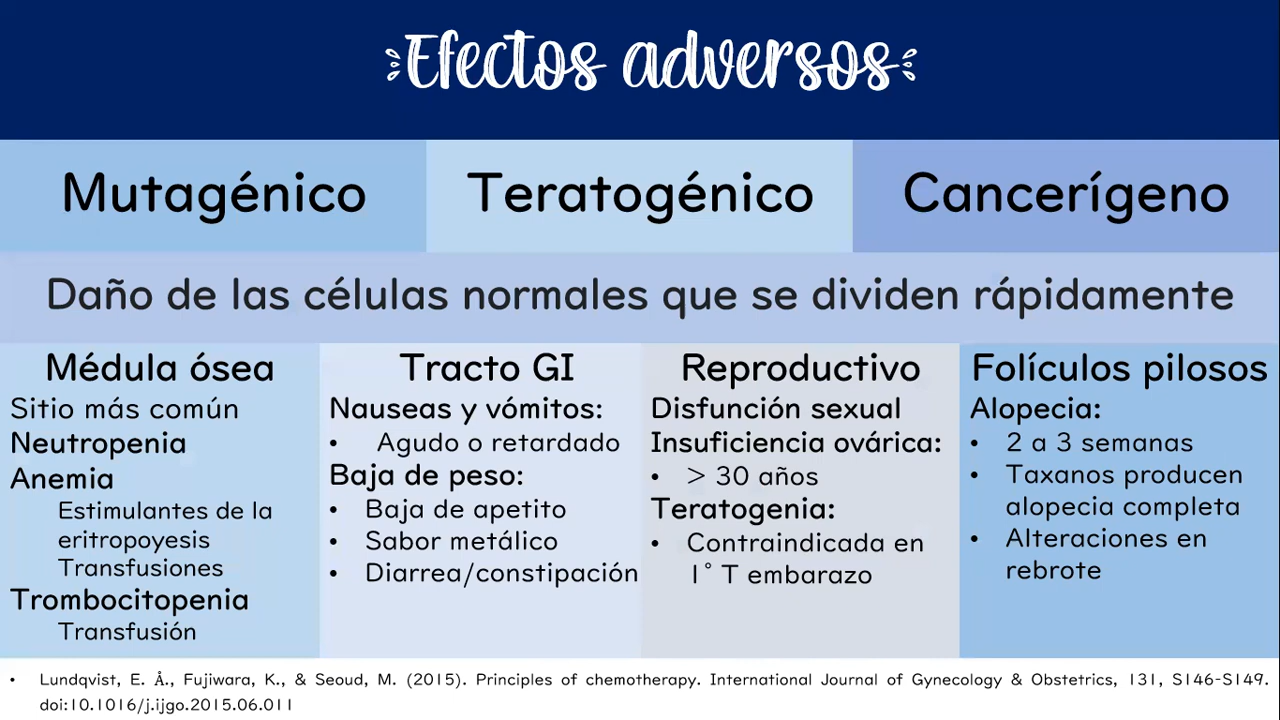 Efectos adversos
Mutagénico
Teratogénico
Cancerígeno
Daño de las células normales que se dividen rápidamente
Médula ósea
Sitio más común
Neutropenia
Anemia
Estimulantes de la
eritropoyesis
Transfusiones
Trombocitopenia
Transfusión
Tracto GI
Nauseas y vómitos:
• Agudo o retardado
Baja de peso:
• Baja de apetito
• Sabor metálico
• Diarrea/constipación
Reproductivo
Disfunción sexual
Insuficiencia ovárica:
• > 30 años
Teratogenia:
• Contraindicada en
1° T embarazo
Folículos pilosos
Alopecia:
• 2 a 3 semanas
• Taxanos producen
alopecia completa
• Alteraciones en
rebrote
• Lundqvist, E. Å., Fujiwara, K., & Seoud, M. (2015). Principles of chemotherapy. International Journal of Gynecology & Obstetrics, 131, S146-S149.
doi:10.1016/j.ijgo.2015.06.011